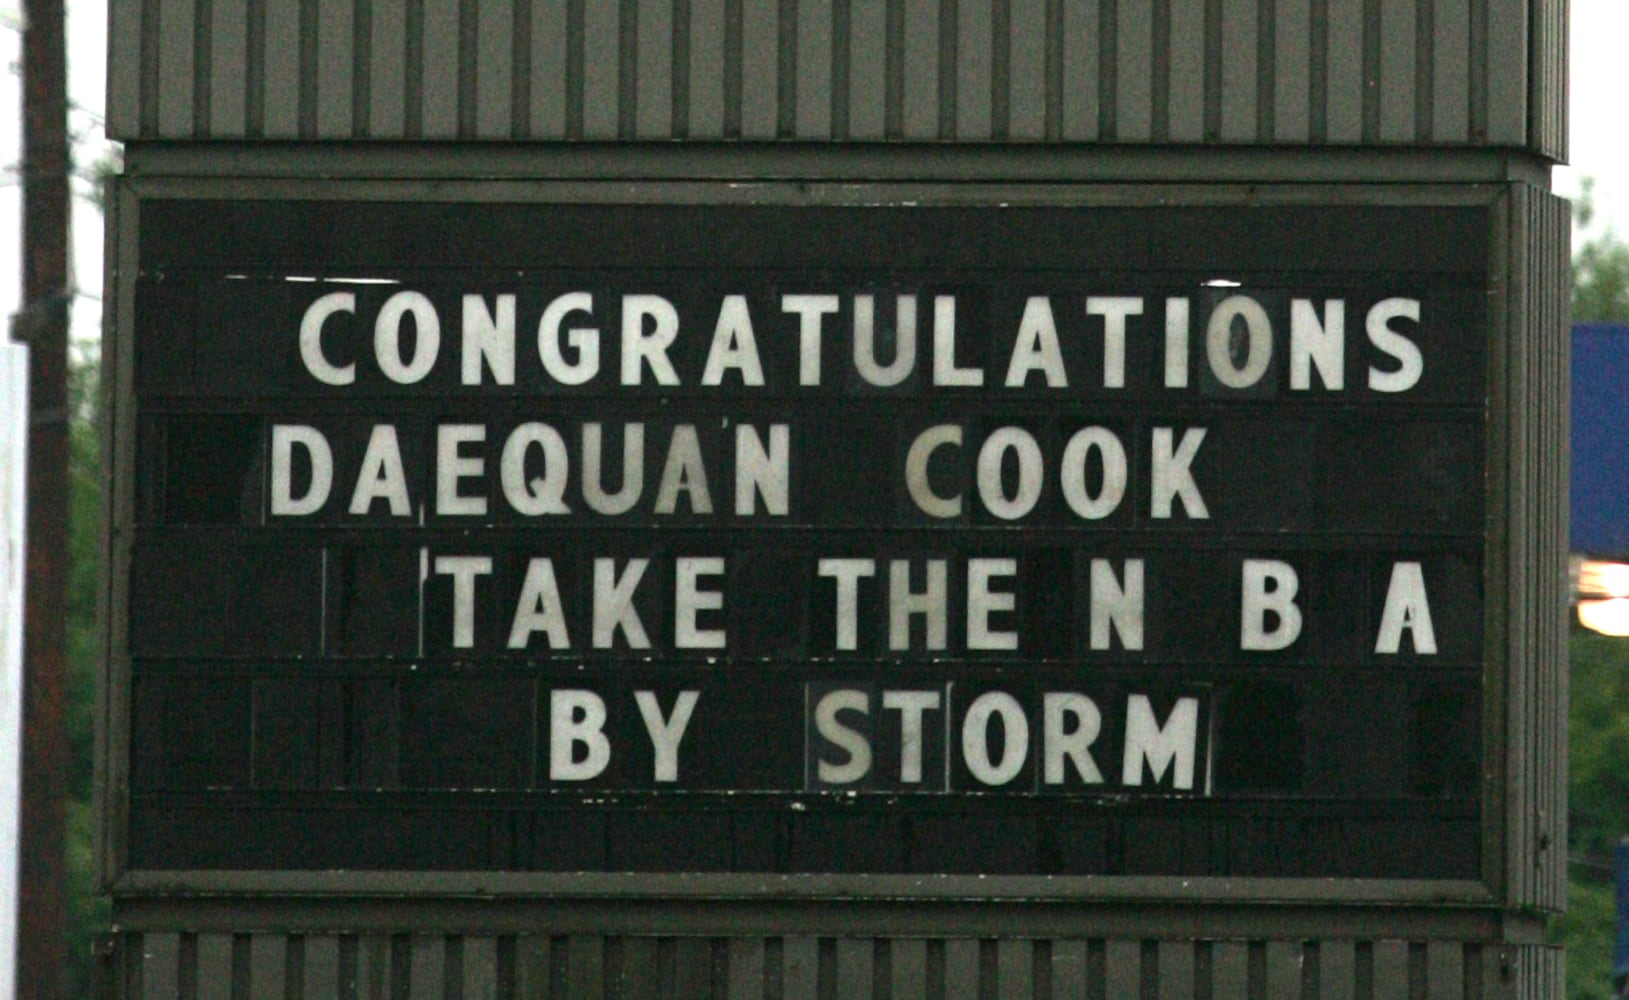 CONGRATULATIONS
DAEQUAN COOK
TAKE THE N B A
BY STORM